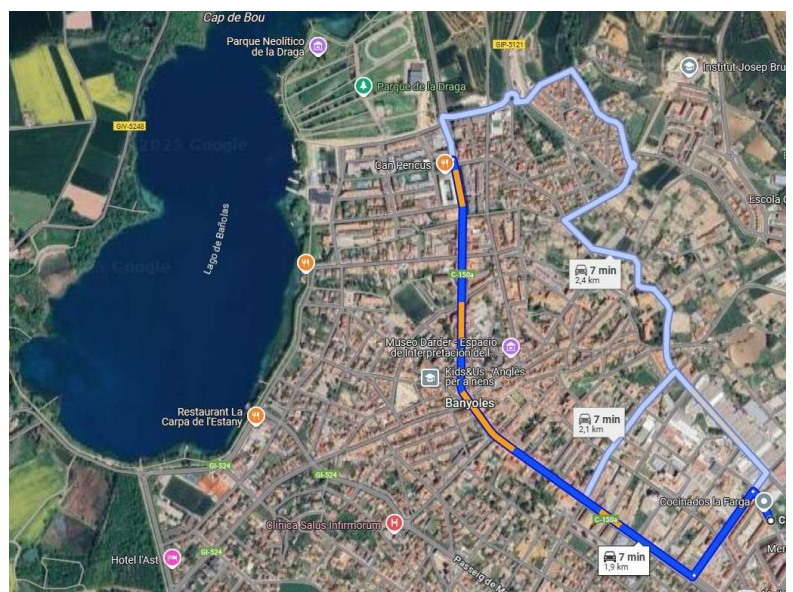 Cap de Bou
Parque Neolítico
de la Draga
GIP-5121
Institut Josep Bru
Parque de la Draga
GIV-5248
2025 Google
Can Pericus
Escola
Lago de Bañolas
C-150a
7 min
2,4 km
Museo Darder - Espacio
de Interpretación de l...
Kids&Us - Anglès
per a nens
Banyoles
Restaurant La
Carpa de l'Estany
7 min
2,1 km
GI-524
GI-524
Cocinados la Farga
C-150a
Clínica Salus Infirmorum
Mer
GI-524
Hotel l'Ast
7 min
1,9 km
Passeig de M